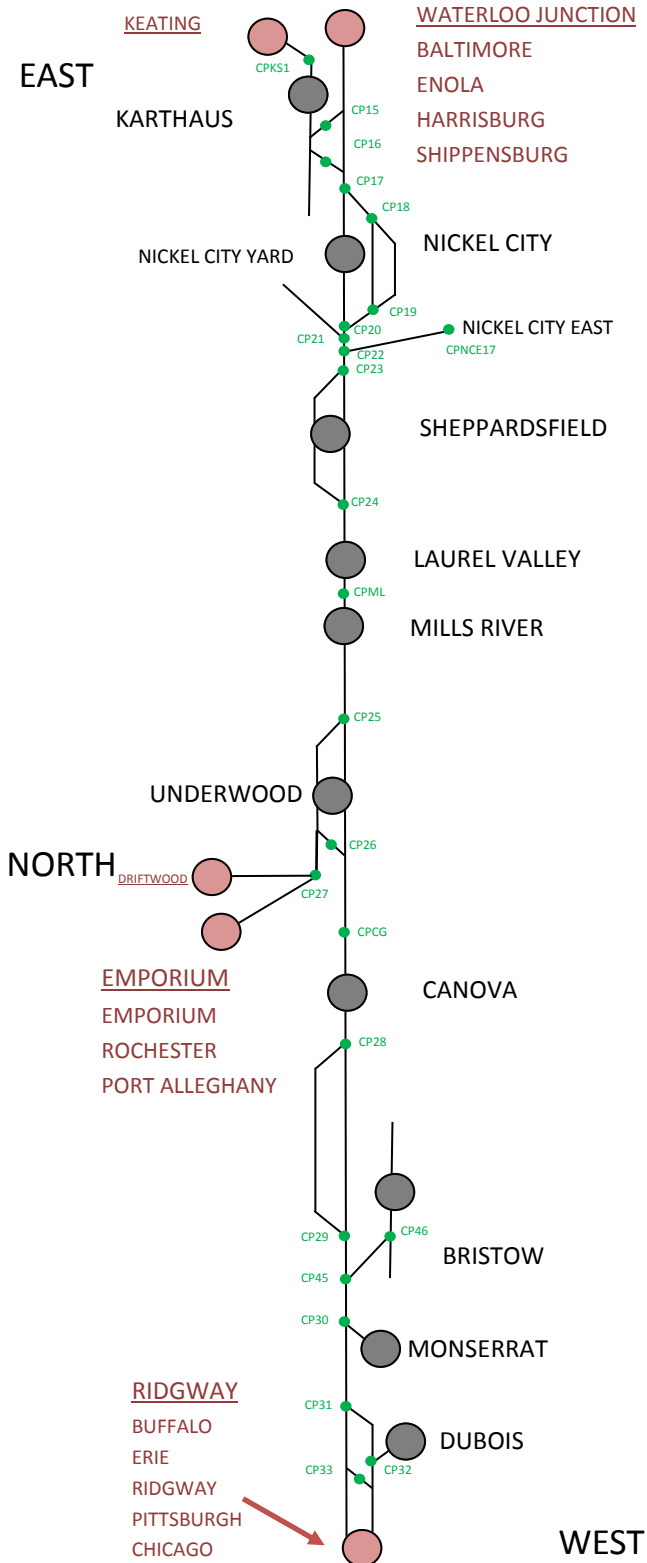 KEATING
WATERLOO JUNCTION
BALTIMORE
ENOLA
HARRISBURG
SHIPPENSBURG
EAST
CPKS1
KARTHAUS
CP15
CP16
CP17
CP18
NICKEL CITY
NICKEL CITY YARD
CP19
CP20
CP21
NICKEL CITY EAST
CPNCE17
CP22
CP23
SHEPPARDSFIELD
CP24
LAUREL VALLEY
CPML
MILLS RIVER
CP25
UNDERWOOD
CP26
NORTH
DRIFTWOOD
CP27
CPCG
EMPORIUM
EMPORIUM
ROCHESTER
PORT ALLEGHANY
CANOVA
CP28
CP29
CP46
BRISTOW
CP45
CP30
MONSERRAT
RIDGWAY
BUFFALO
ERIE
RIDGWAY
PITTSBURGH
CHICAGO
CP31
DUBOIS
CP33
CP32
WEST